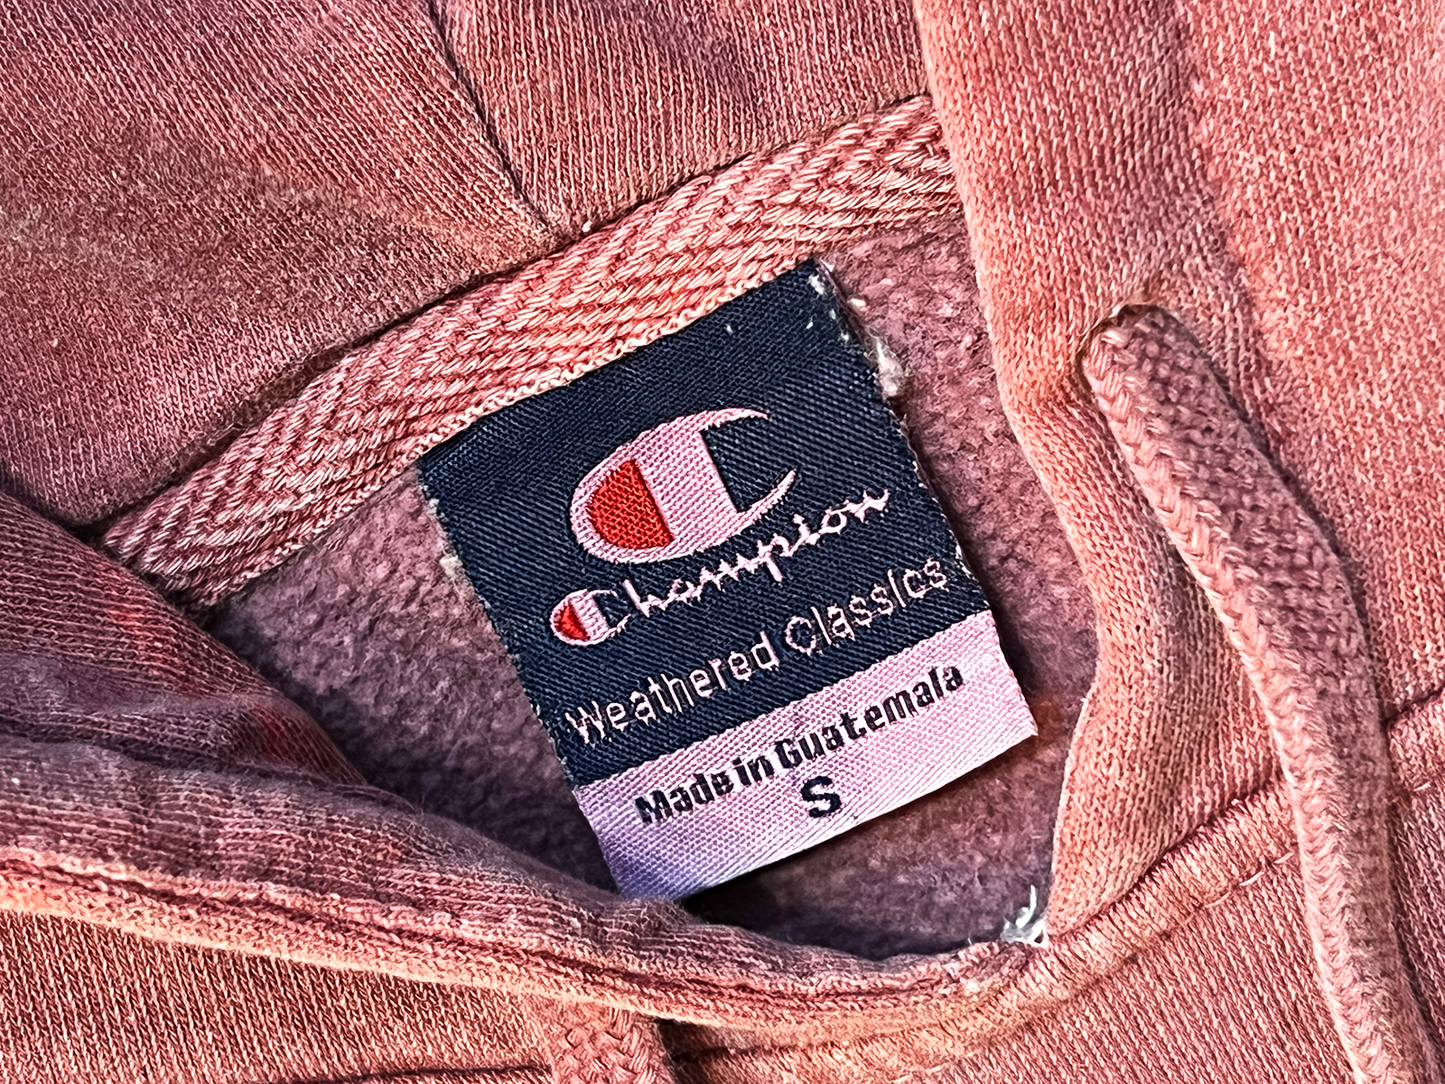 Champion
Weathered Classics
Made in Guatemala
S